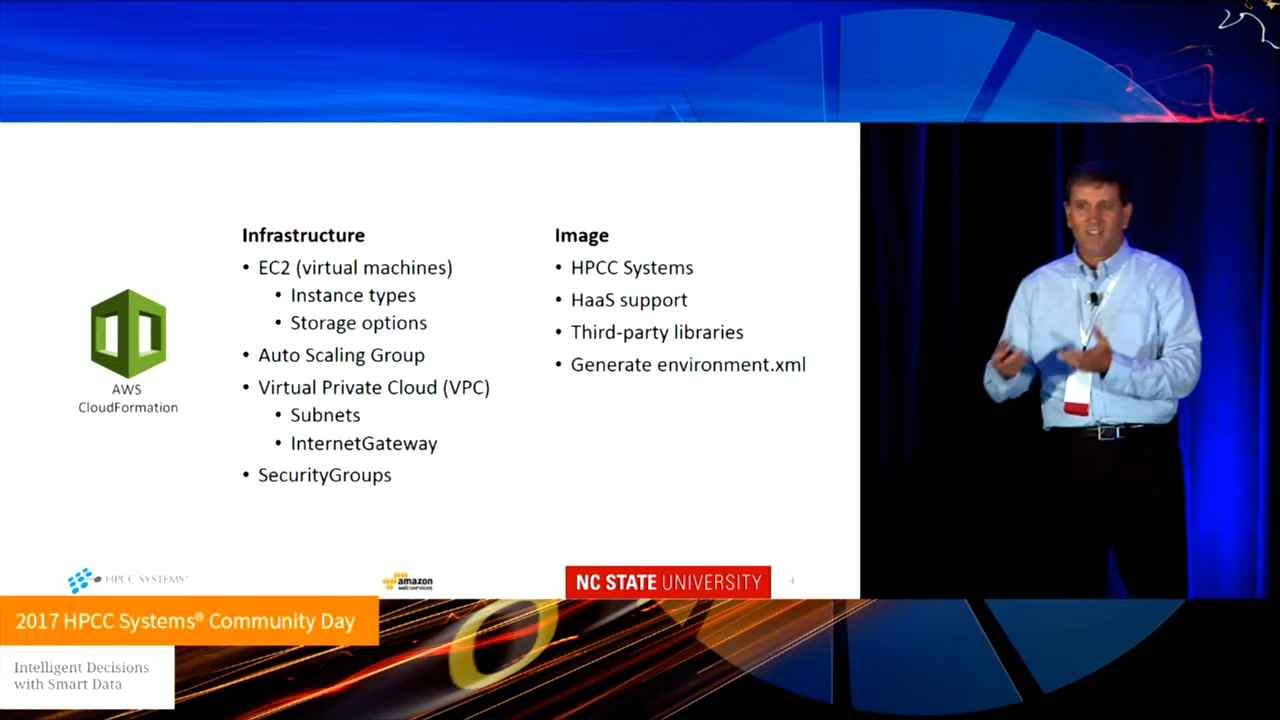 Infrastructure
• EC2 (virtual machines)
• Instance types
• Storage options
• Auto Scaling Group
• Virtual Private Cloud (VPC)
• Subnets
• InternetGateway
• SecurityGroups
Image
• HPCC Systems
• HaaS support
• Third-party libraries
• Generate environment.xml
AWS
CloudFormation
HPCC SYSTEMS
amazon
web services
NC STATE UNIVERSITY
4
2017 HPCC Systems® Community Day
Intelligent Decisions
with Smart Data